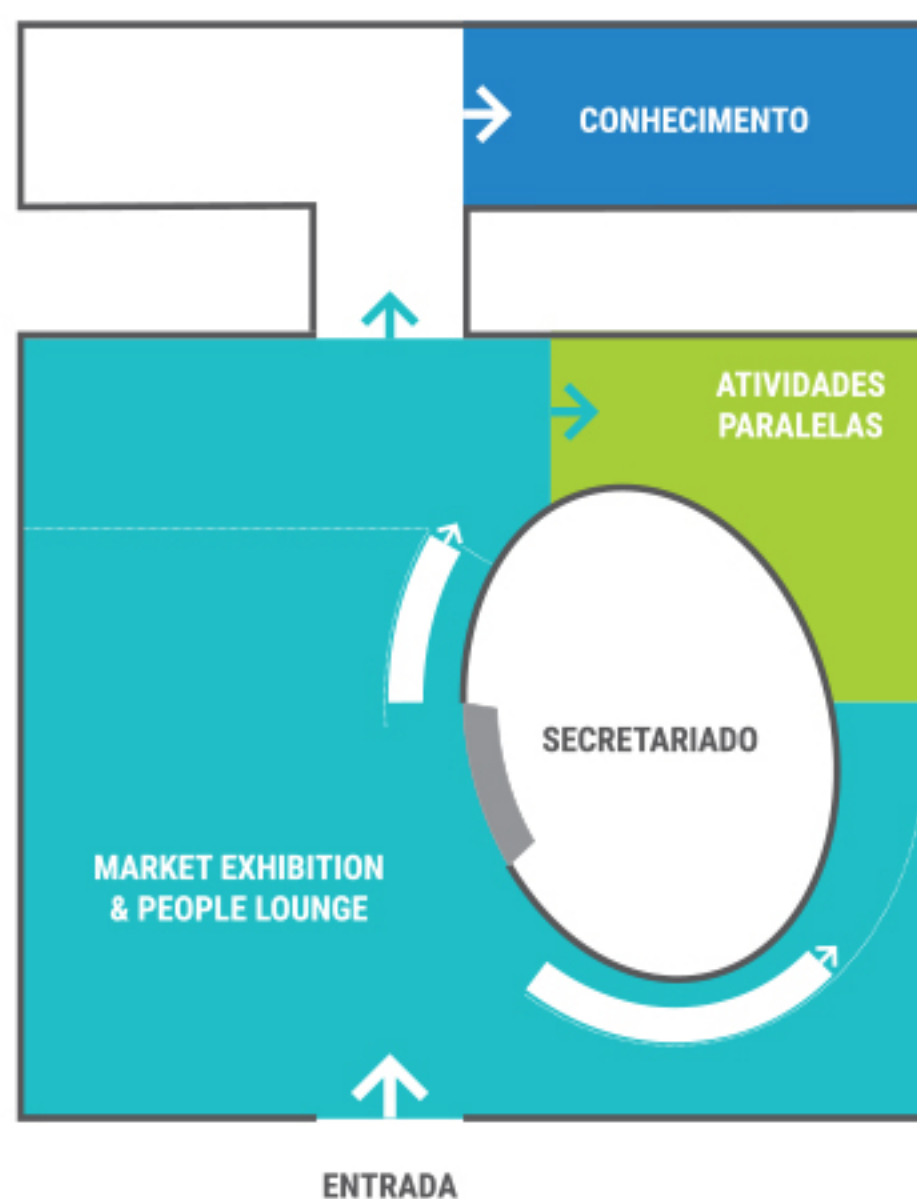 CONHECIMENTO
ATIVIDADES
PARALELAS
SECRETARIADO
MARKET EXHIBITION
& PEOPLE LOUNGE
ENTRADA